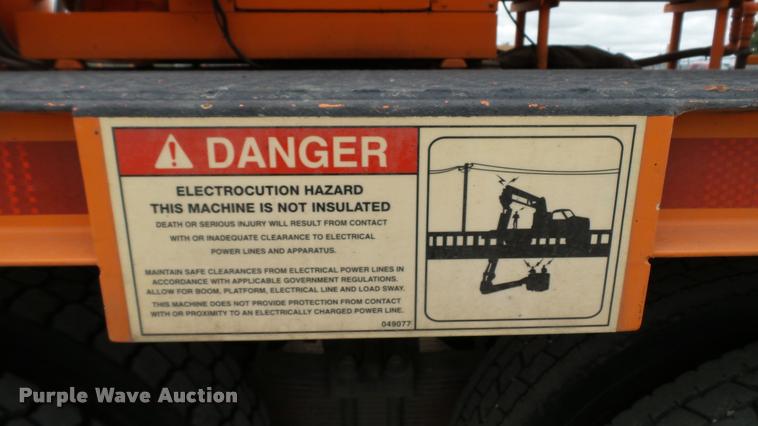 DANGER
ELECTROCUTION HAZARD
THIS MACHINE IS NOT INSULATED
DEATH OR SERIOUS INJURY WILL RESULT FROM CONTACT
WITH OR INADEQUATE CLEARANCE TO ELECTRICAL
POWER LINES AND APPARATUS.
MAINTAIN SAFE CLEARANCES FROM ELECTRICAL POWER LINES IN
ACCORDANCE WITH APPLICABLE GOVERNMENT REGULATIONS.
ALLOW FOR BOOM, PLATFORM, ELECTRICAL LINE AND LOAD SWAY.
THIS MACHINE DOES NOT PROVIDE PROTECTION FROM CONTACT
WITH OR PROXIMITY TO AN ELECTRICALLY CHARGED POWER LINE.
049077
Purple Wave Auction